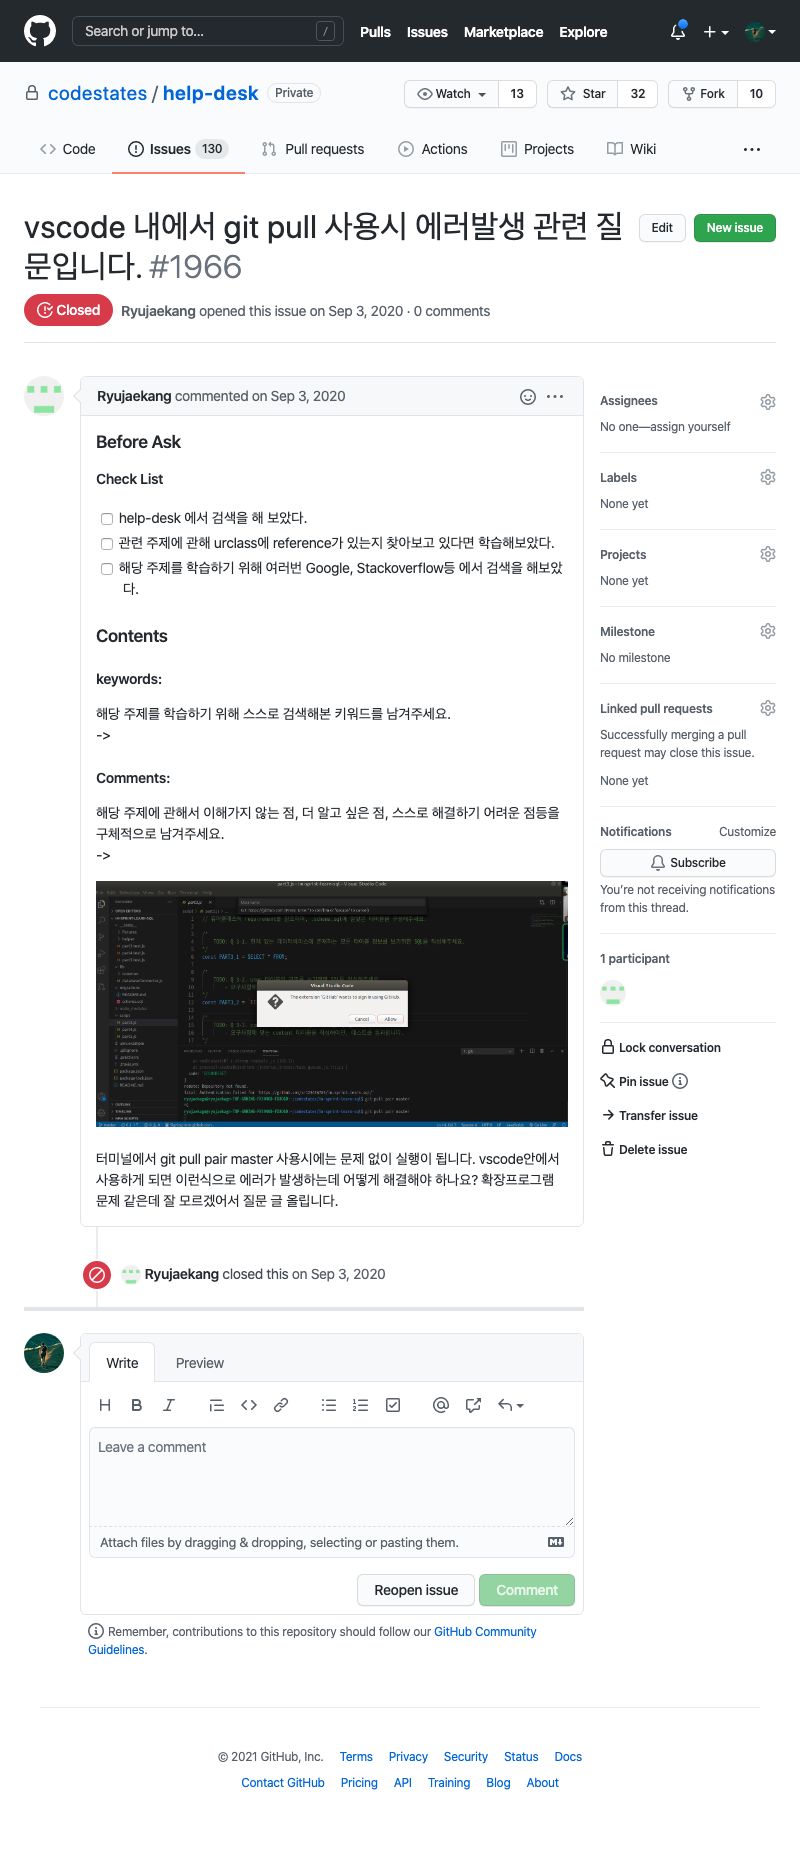 Search or jump to... /
Pulls Issues Marketplace Explore
codestates / help-desk Private
Watch 13 Star 32 Fork 10
Code Issues 130 Pull requests Actions Projects Wiki
vscode 내에서 git pull 사용시 에러발생 관련 질
문입니다. #1966
Edit New issue
Closed Ryujaekang opened this issue on Sep 3, 2020 · 0 comments
Ryujaekang commented on Sep 3, 2020
Before Ask
Check List
help-desk 에서 검색을 해 보았다.
관련 주제에 관해 urclass에 reference가 있는지 찾아보고 있다면 학습해보았다.
해당 주제를 학습하기 위해 여러번 Google, Stackoverflow등 에서 검색을 해보았
다.
Contents
keywords:
해당 주제를 학습하기 위해 스스로 검색해본 키워드를 남겨주세요.
->
Comments:
해당 주제에 관해서 이해가지 않는 점, 더 알고 싶은 점, 스스로 해결하기 어려운 점등을
구체적으로 남겨주세요.
->
Visual Studio Code
The extension 'GitHub' wants to sign in using GitHub.
Cancel Allow
터미널에서 git pull pair master 사용시에는 문제 없이 실행이 됩니다. vscode안에서
사용하게 되면 이런식으로 에러가 발생하는데 어떻게 해결해야 하나요? 확장프로그램
문제 같은데 잘 모르겠어서 질문 글 올립니다.
Ryujaekang closed this on Sep 3, 2020
Assignees
No one—assign yourself
Labels
None yet
Projects
None yet
Milestone
No milestone
Linked pull requests
Successfully merging a pull
request may close this issue.
None yet
Notifications Customize
Subscribe
You're not receiving notifications
from this thread.
1 participant
Lock conversation
Pin issue
Transfer issue
Delete issue
Write Preview
Leave a comment
Attach files by dragging & dropping, selecting or pasting them.
Reopen issue Comment
Remember, contributions to this repository should follow our GitHub Community
Guidelines.
© 2021 GitHub, Inc. Terms Privacy Security Status Docs
Contact GitHub Pricing API Training Blog About